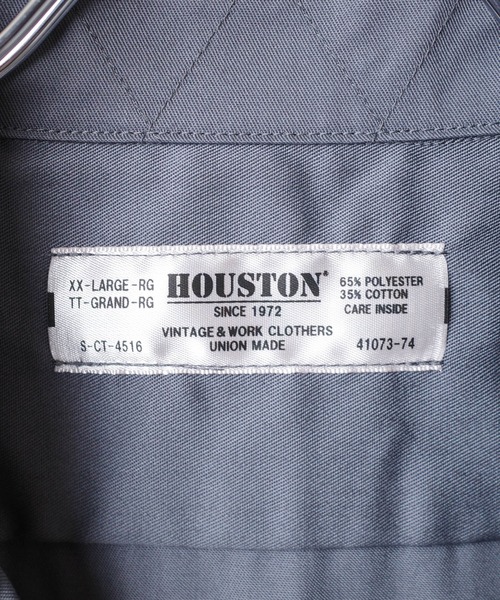 XX-LARGE-RG
TT-GRAND-RG
HOUSTON®
SINCE 1972
65% POLYESTER
35% COTTON
CARE INSIDE
VINTAGE & WORK CLOTHERS
S-CT-4516
UNION MADE
41073-74